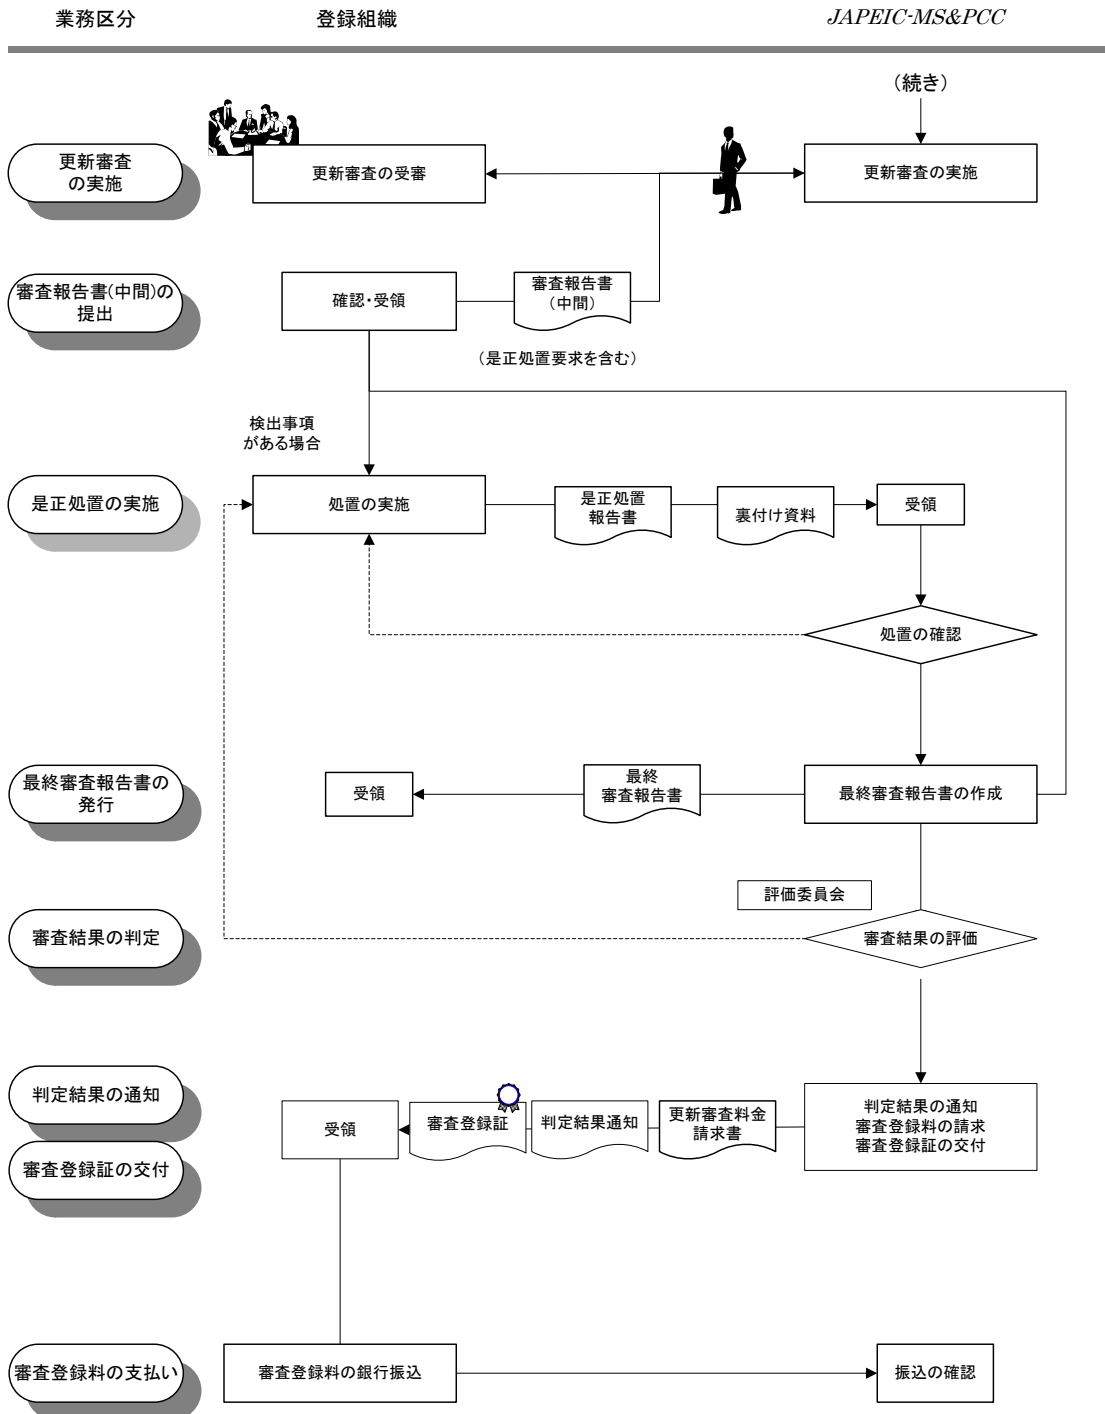 業務区分
登録組織
JAPEIC-MS&PCC
(続き)
更新審査
の実施
更新審査の受審
更新審査の実施
審査報告書(中間)の
提出
確認・受領
審査報告書
(中間)
(是正処置要求を含む)
検出事項
がある場合
是正処置の実施
処置の実施
是正処置
報告書
裏付け資料
受領
処置の確認
最終審査報告書の
発行
受領
最終
審査報告書
最終審査報告書の作成
評価委員会
審査結果の判定
審査結果の評価
判定結果の通知
受領
審査登録証
判定結果通知
更新審査料金
請求書
判定結果の通知
審査登録料の請求
審査登録証の交付
審査登録証の交付
審査登録料の支払い
審査登録料の銀行振込
振込の確認